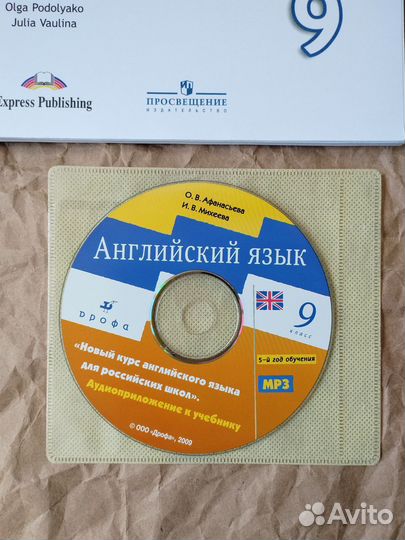 Olga Podolyako
Julia Vaulina
9
Express Publishing
ПРОСВЕЩЕНИЕ
ИЗДАТЕЛЬСТВО
О. В. Афанасьева
И. В. Михеева
Английский язык
дрофа
9
класс
5-й год обучения
MP3
«Новый курс английского языка
для российских школ».
Аудиоприложение к учебнику
© ООО «Дрофа», 2009
Avito